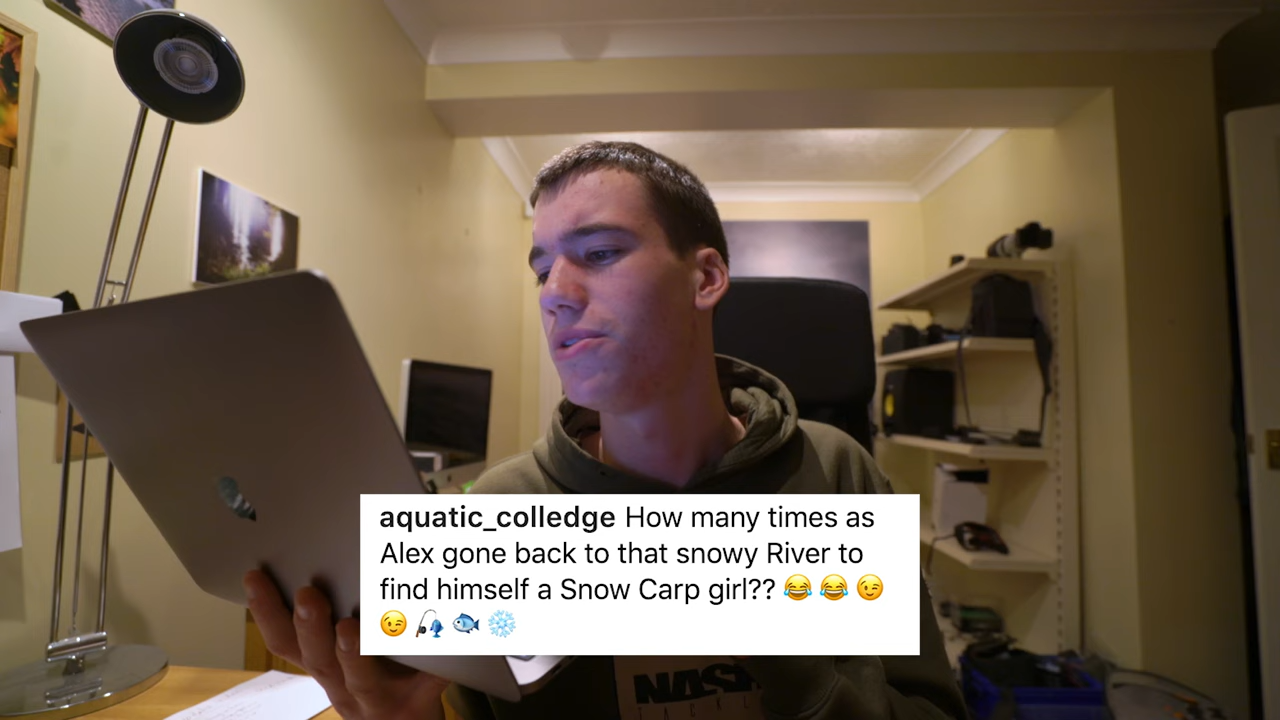 aquatic_colledge How many times as
Alex gone back to that snowy River to
find himself a Snow Carp girl?? 😂 😂 😉
😉 🎣 🐟 ❄️
NASH
TACKLE